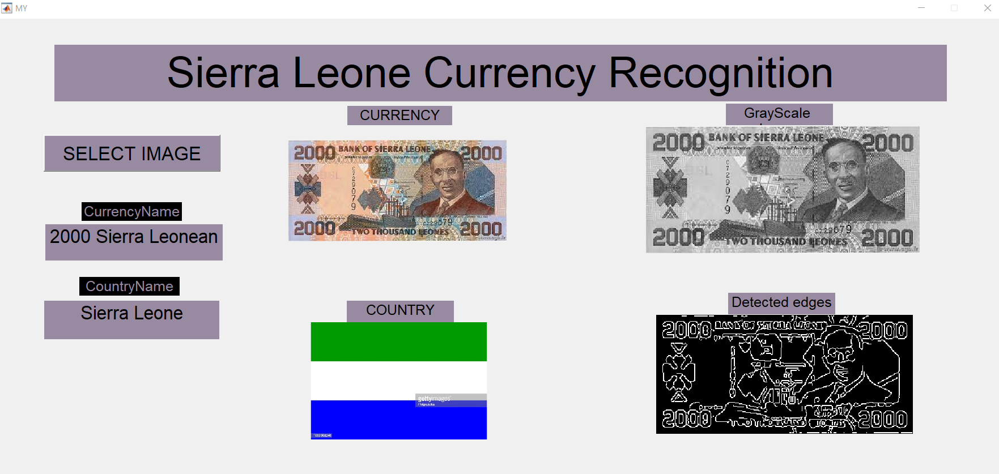 MY
Sierra Leone Currency Recognition
CURRENCY
GrayScale
SELECT IMAGE
2000 BANK OF SIERRA LEONE 2000
C729079
2000 TWO THOUSAND LEONES 2000
2000 BANK OF SIERRA LEONE 2000
C729079
2000 TWO THOUSAND LEONES 2000
CurrencyName
2000 Sierra Leonean
CountryName
Sierra Leone
COUNTRY
gettyimages
Detected edges
2000 2000
2000 2000